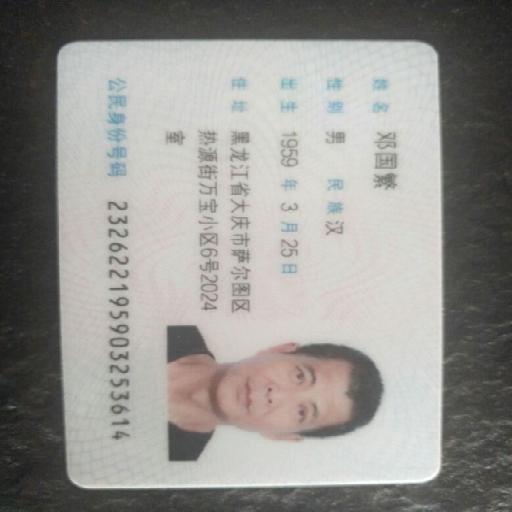 姓名 邓国繁
性别 男 民族 汉
出生 1959 年 3 月 25 日
住址 黑龙江省大庆市萨尔图区
热源街万宝小区6号2024
室
公民身份号码 232622195903253614